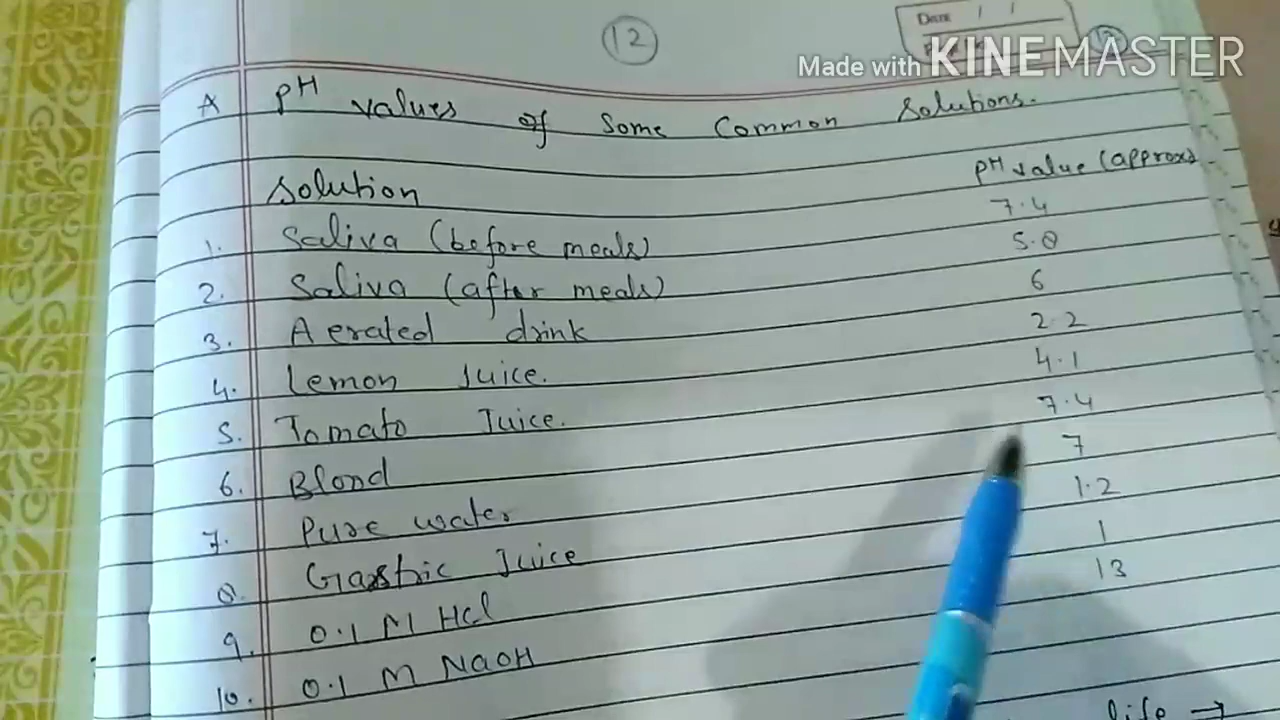 12
Date / /
Made with KINEMASTER
A pH values of Some Common Solutions.
Solution pH value (approx)
1. Saliva (before meals) 7.4
2. Saliva (after meals) 5.8
3. Aerated drink 6
4. Lemon Juice. 2.2
5. Tomato Juice. 4.1
6. Blood 7.4
7. Pure water 7
8. Gastric Juice 1.2
9. 0.1 M HCl 1
10. 0.1 M NaOH 13
life →